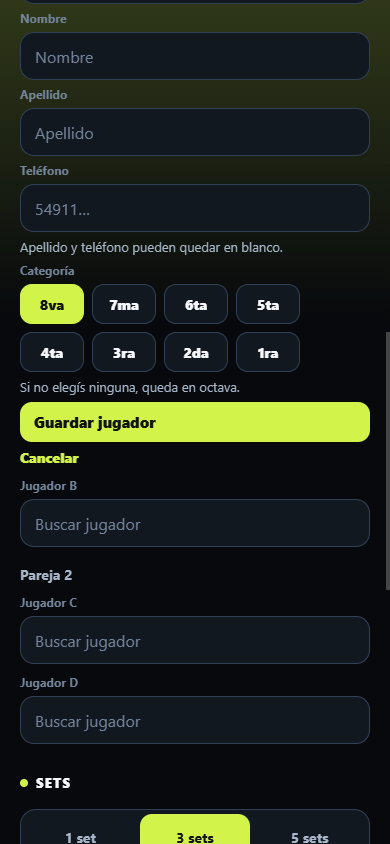 Nombre
Nombre
Apellido
Apellido
Teléfono
54911...
Apellido y teléfono pueden quedar en blanco.
Categoría
8va 7ma 6ta 5ta
4ta 3ra 2da 1ra
Si no elegís ninguna, queda en octava.
Guardar jugador
Cancelar
Jugador B
Buscar jugador
Pareja 2
Jugador C
Buscar jugador
Jugador D
Buscar jugador
SETS
1 set 3 sets 5 sets